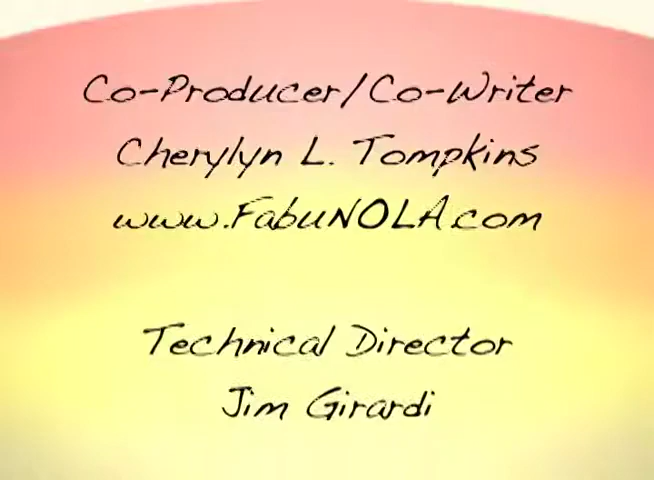 Co-Producer/Co-Writer
Cherylyn L. Tompkins
www.FabuNOLA.com
Technical Director
Jim Girardi